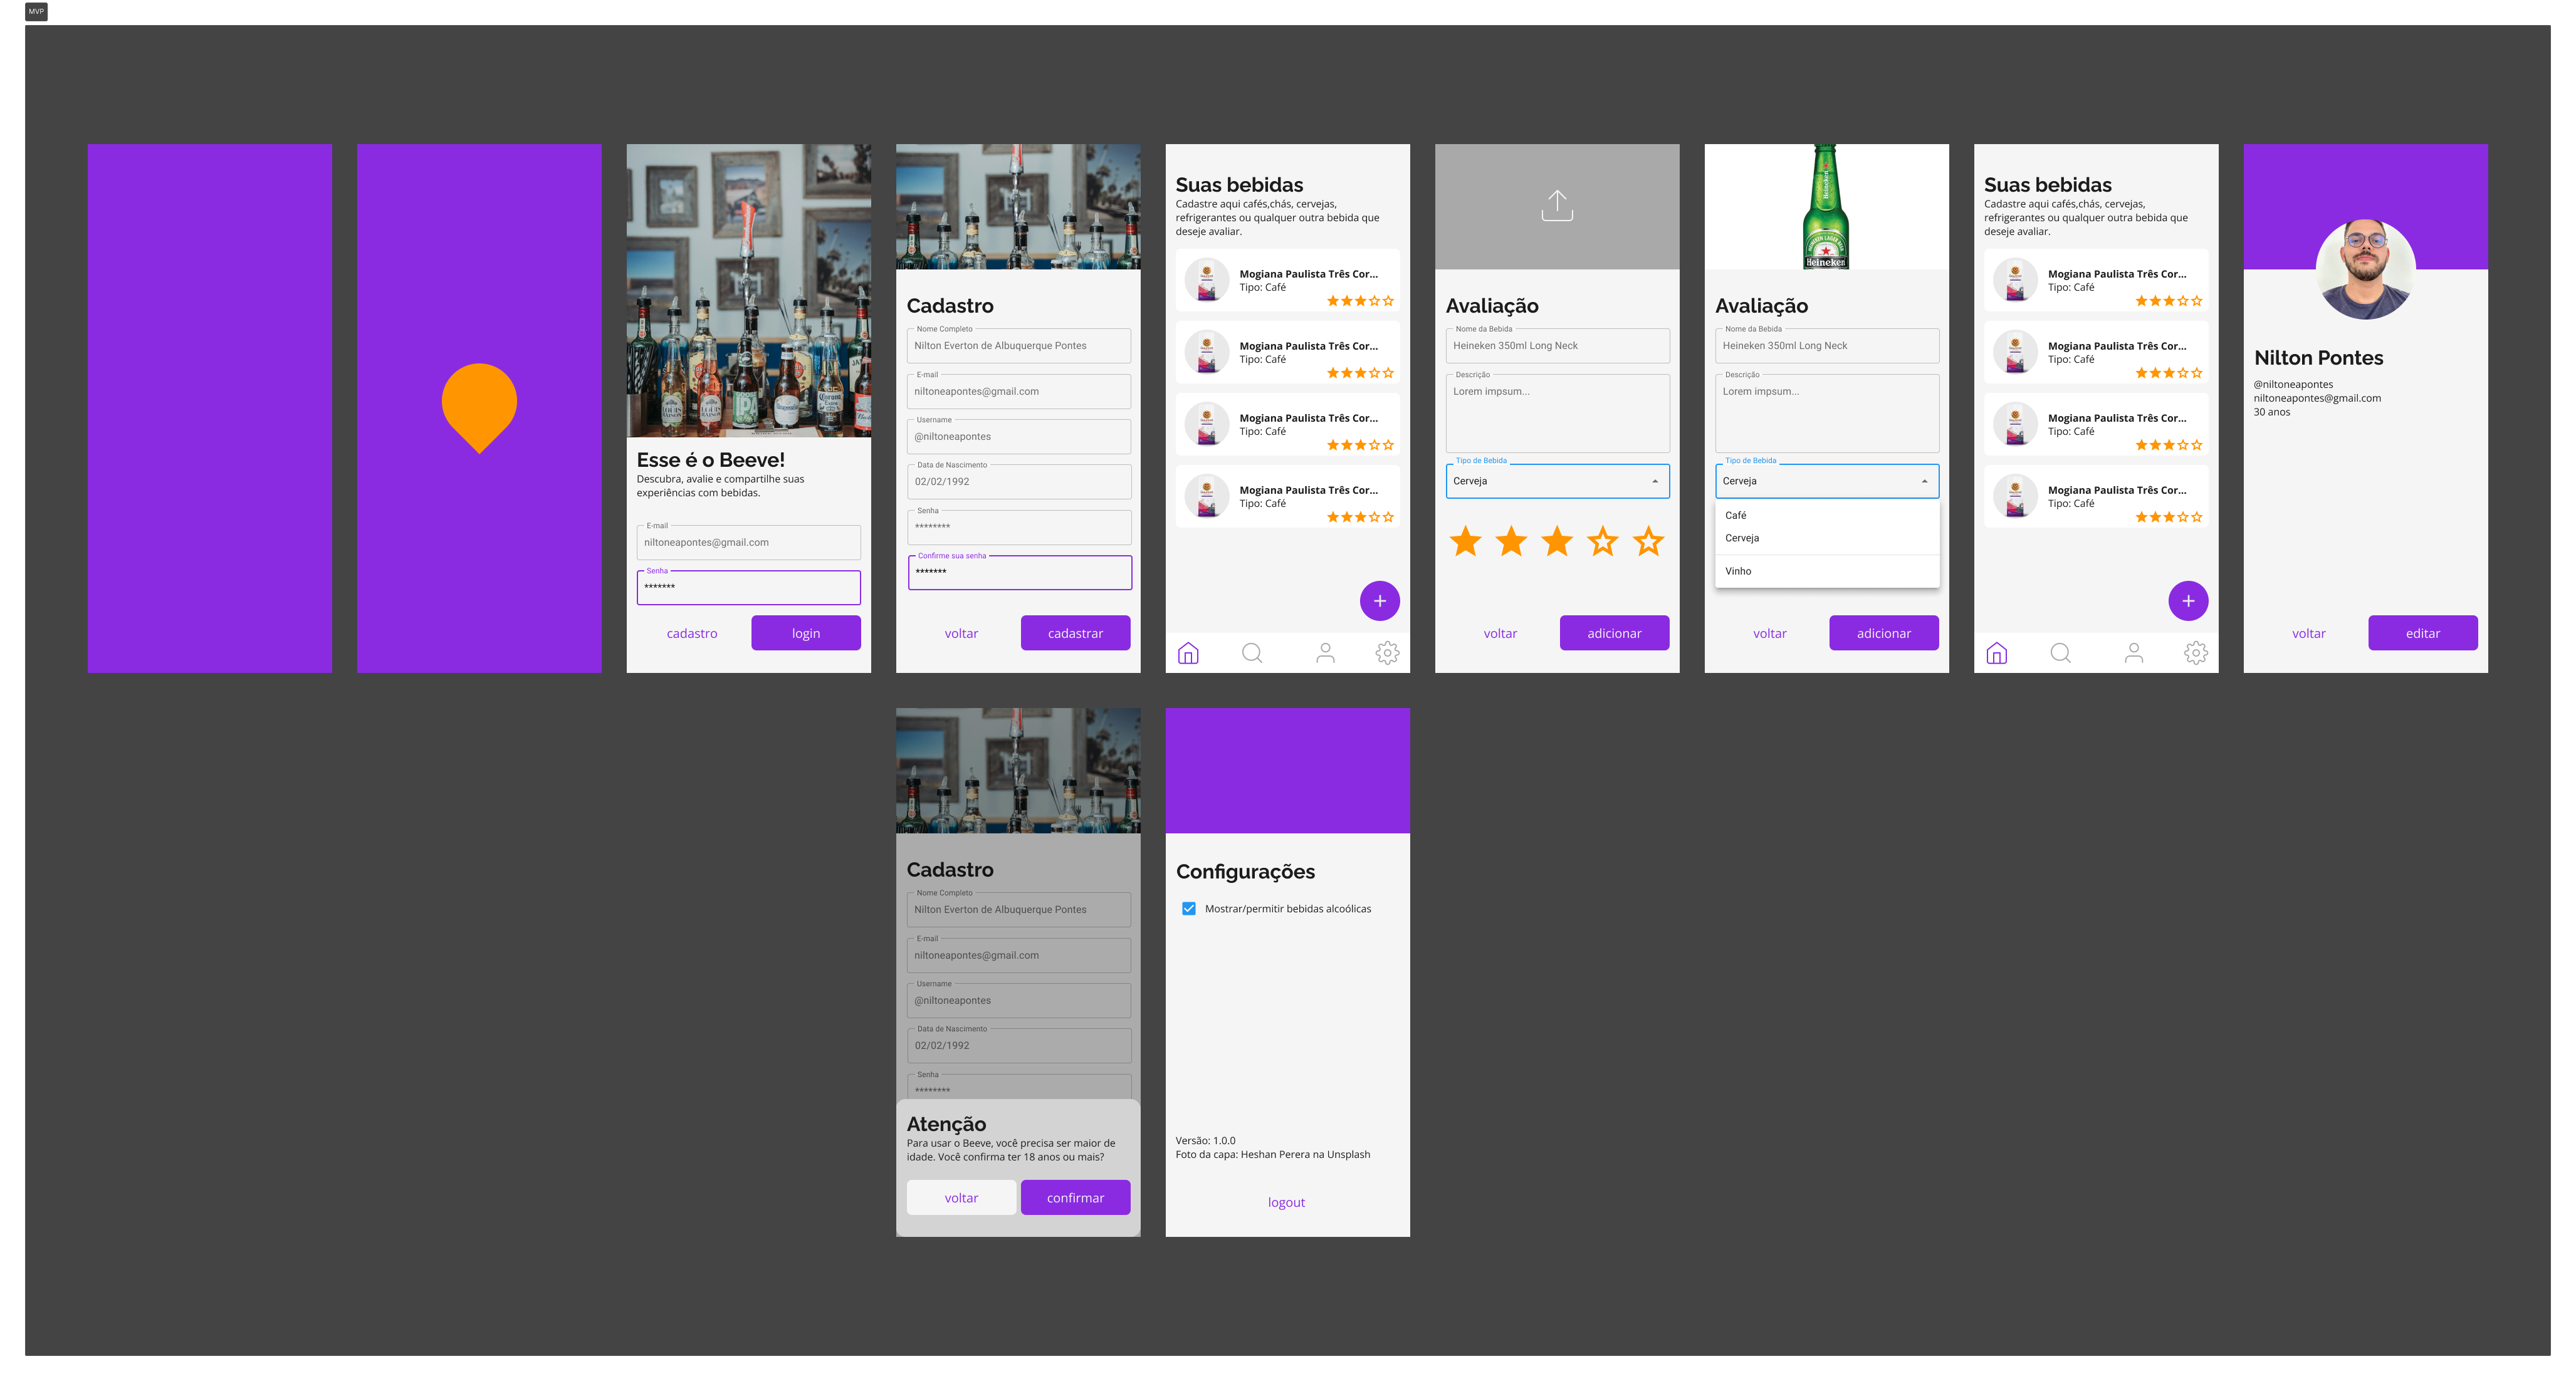 MVP
Esse é o Beeve!
Descubra, avalie e compartilhe suas
experiências com bebidas.
E-mail
niltoneapontes@gmail.com
Senha
*******
cadastro
login
Cadastro
Nome Completo
Nilton Everton de Albuquerque Pontes
E-mail
niltoneapontes@gmail.com
Username
@niltoneapontes
Data de Nascimento
02/02/1992
Senha
********
Confirme sua senha
*******
voltar
cadastrar
Suas bebidas
Cadastre aqui cafés,chás, cervejas,
refrigerantes ou qualquer outra bebida que
deseje avaliar.
Mogiana Paulista Três Cor...
Tipo: Café
Mogiana Paulista Três Cor...
Tipo: Café
Mogiana Paulista Três Cor...
Tipo: Café
Mogiana Paulista Três Cor...
Tipo: Café
+
Avaliação
Nome da Bebida
Heineken 350ml Long Neck
Descrição
Lorem impsum...
Tipo de Bebida
Cerveja
voltar
adicionar
Heineken
Heineken
Avaliação
Nome da Bebida
Heineken 350ml Long Neck
Descrição
Lorem impsum...
Tipo de Bebida
Cerveja
Café
Cerveja
Vinho
voltar
adicionar
Suas bebidas
Cadastre aqui cafés,chás, cervejas,
refrigerantes ou qualquer outra bebida que
deseje avaliar.
Mogiana Paulista Três Cor...
Tipo: Café
Mogiana Paulista Três Cor...
Tipo: Café
Mogiana Paulista Três Cor...
Tipo: Café
Mogiana Paulista Três Cor...
Tipo: Café
+
Nilton Pontes
@niltoneapontes
niltoneapontes@gmail.com
30 anos
voltar
editar
Cadastro
Nome Completo
Nilton Everton de Albuquerque Pontes
E-mail
niltoneapontes@gmail.com
Username
@niltoneapontes
Data de Nascimento
02/02/1992
Senha
********
Atenção
Para usar o Beeve, você precisa ser maior de
idade. Você confirma ter 18 anos ou mais?
voltar
confirmar
Configurações
Mostrar/permitir bebidas alcoólicas
Versão: 1.0.0
Foto da capa: Heshan Perera na Unsplash
logout